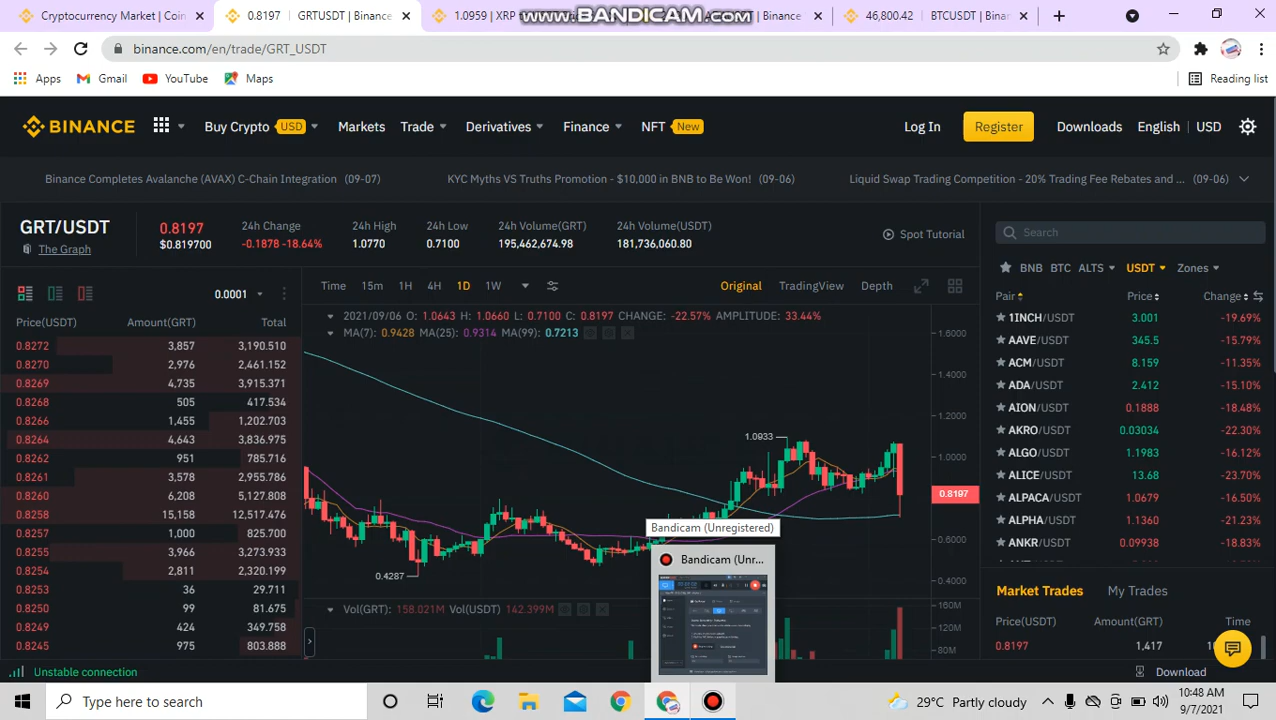 Cryptocurrency Market | Coin
0.8197 | GRTUSDT | Binance
1.0959 | XRP
Binance
46,800.42 | BTCUSDT | Binar
www.BANDICAM.com
binance.com/en/trade/GRT_USDT
Apps Gmail YouTube Maps Reading list
BINANCE Buy Crypto USD Markets Trade Derivatives Finance NFT New Log In Register Downloads English USD
Binance Completes Avalanche (AVAX) C-Chain Integration (09-07) KYC Myths VS Truths Promotion - $10,000 in BNB to Be Won! (09-06) Liquid Swap Trading Competition - 20% Trading Fee Rebates and ... (09-06)
GRT/USDT
The Graph
0.8197
$0.819700
24h Change
-0.1878 -18.64%
24h High
1.0770
24h Low
0.7100
24h Volume(GRT)
195,462,674.98
24h Volume(USDT)
181,736,060.80
Spot Tutorial
0.0001
Price(USDT) Amount(GRT) Total
0.8272 3,857 3,190.510
0.8270 2,976 2,461.152
0.8269 4,735 3,915.371
0.8268 505 417.534
0.8266 1,455 1,202.703
0.8264 4,643 3,836.975
0.8262 951 785.716
0.8261 3,578 2,955.786
0.8260 6,208 5,127.808
0.8258 15,158 12,517.476
0.8257 1,000 825.700
0.8255 3,966 3,273.933
0.8254 2,811 2,320.199
0.8253 36 29.711
0.8250 99 81.675
0.8249 424 349.758
0.8245 975 803.888
Unstable connection
Time 15m 1H 4H 1D 1W Original TradingView Depth
2021/09/06 O: 1.0643 H: 1.0660 L: 0.7100 C: 0.8197 CHANGE: -22.57% AMPLITUDE: 33.44%
MA(7): 0.9428 MA(25): 0.9314 MA(99): 0.7213
1.6000
1.4000
1.2000
1.0933
1.0000
0.8197
0.6000
0.4287
0.4000
Vol(GRT): 158.021M Vol(USDT) 142.399M
160M
120M
80M
Bandicam (Unregistered)
Bandicam (Unr...
Search
BNB BTC ALTS USDT Zones
Pair Price Change
1INCH/USDT 3.001 -19.69%
AAVE/USDT 345.5 -15.79%
ACM/USDT 8.159 -11.35%
ADA/USDT 2.412 -15.10%
AION/USDT 0.1888 -18.48%
AKRO/USDT 0.03034 -22.30%
ALGO/USDT 1.1983 -16.12%
ALICE/USDT 13.68 -23.70%
ALPACA/USDT 1.0679 -16.50%
ALPHA/USDT 1.1360 -21.23%
ANKR/USDT 0.09938 -18.83%
Market Trades My Trades
Price(USDT) Amount(GRT) Time
0.8197 1,417
Download
Type here to search
29°C Partly cloudy
10:48 AM
9/7/2021